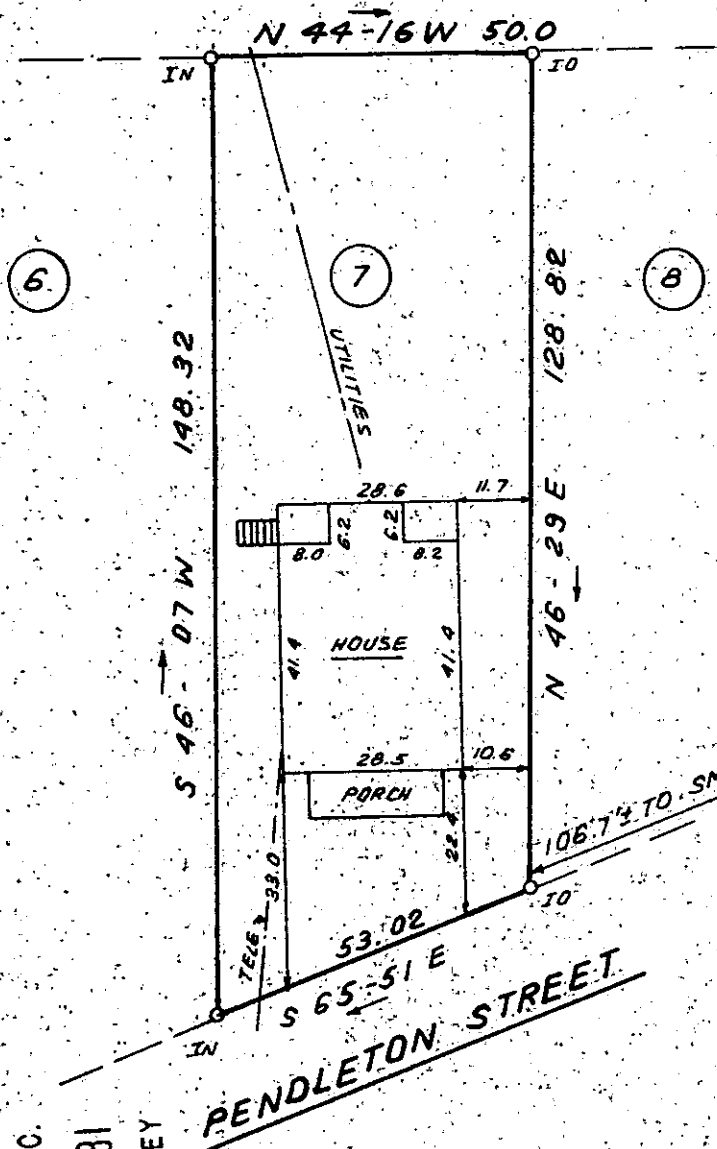 N 44-16 W 50.0
IN
IO
6
7
8
148.32
128.82
UTILITIES
28.6
11.7
6.2
6.2
8.0
8.2
S 46-07 W
N 46-29 E
HOUSE
41.4
41.4
28.5
10.6
PORCH
33.0
22.4
106.7'± TO
TELE
53.02
IO
S 65-51 E
IN
PENDLETON STREET
C.